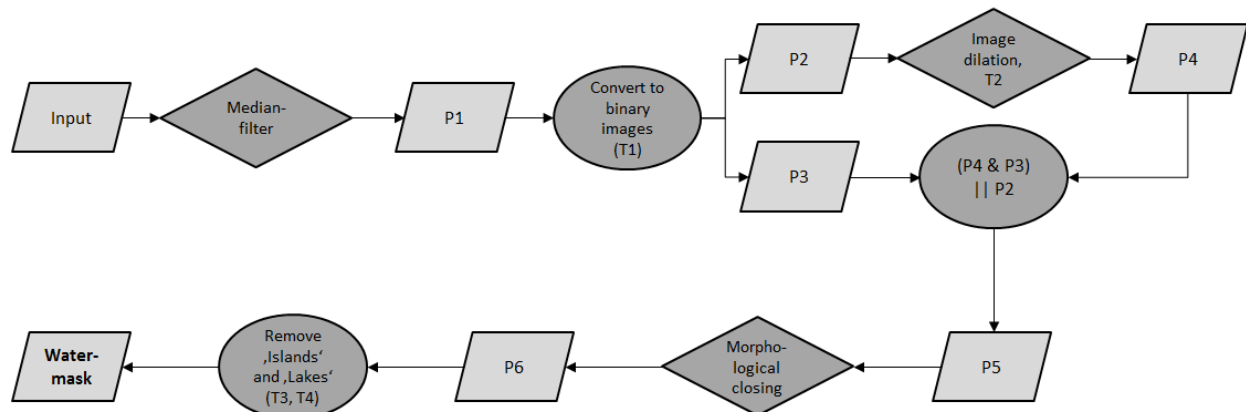 Input
Median-
filter
P1
Convert to
binary
images
(T1)
P2
Image
dilation,
T2
P4
P3
(P4 & P3)
|| P2
P5
Morpho-
logical
closing
P6
Remove
‚Islands‘
and ‚Lakes‘
(T3, T4)
Water-
mask